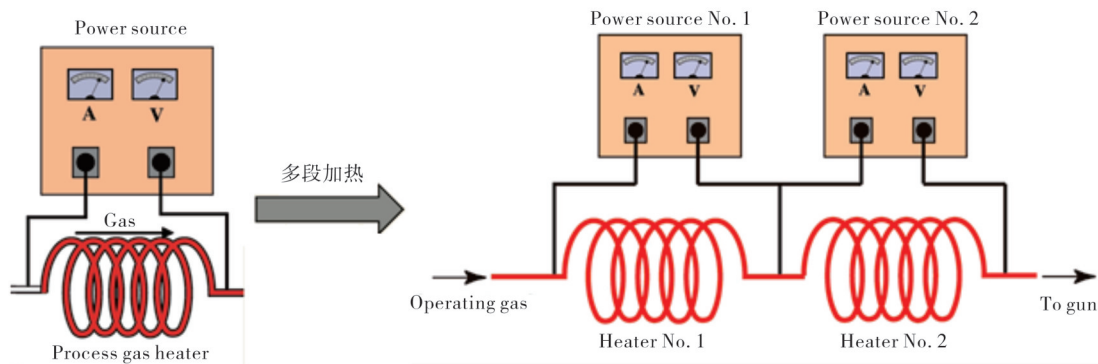 Power source
A V
Gas
Process gas heater
多段加热
Power source No. 1
A V
Power source No. 2
A V
Operating gas
To gun
Heater No. 1
Heater No. 2